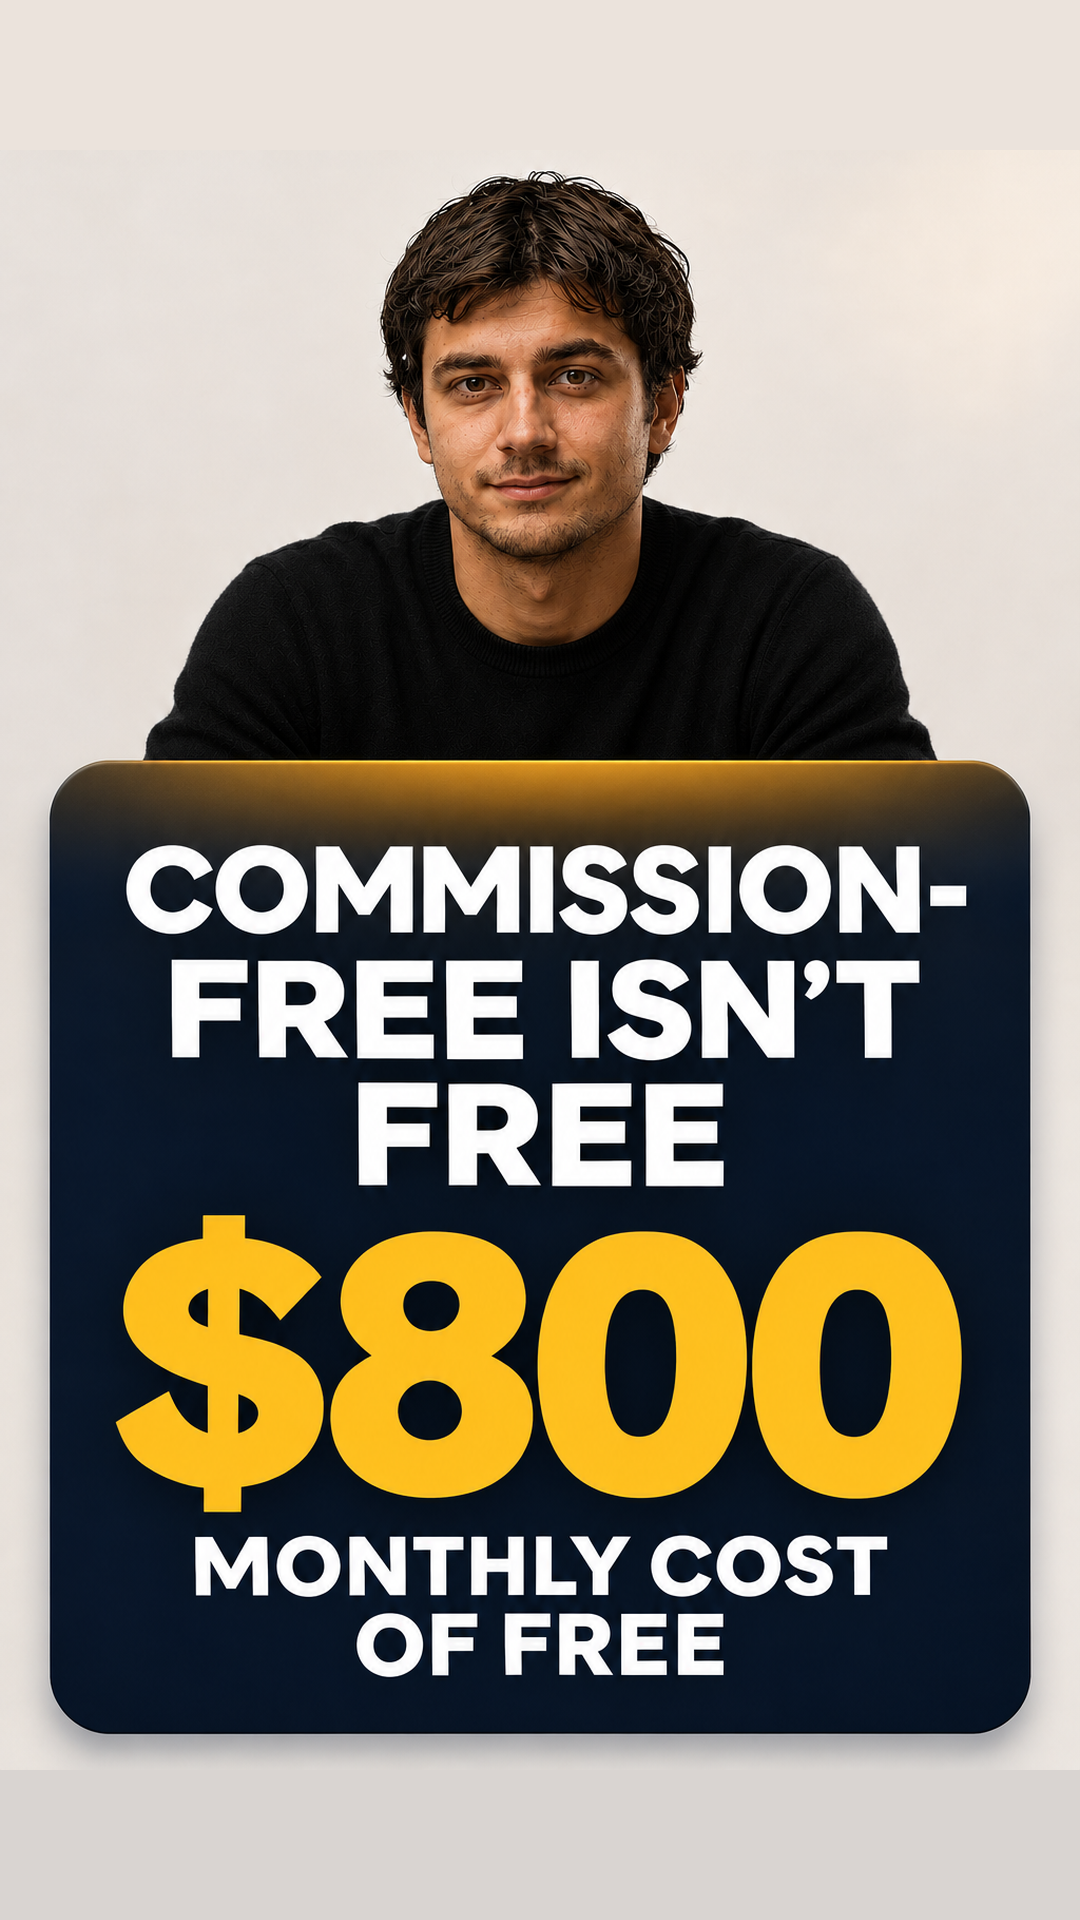 COMMISSION-
FREE ISN’T
FREE
$800
MONTHLY COST
OF FREE